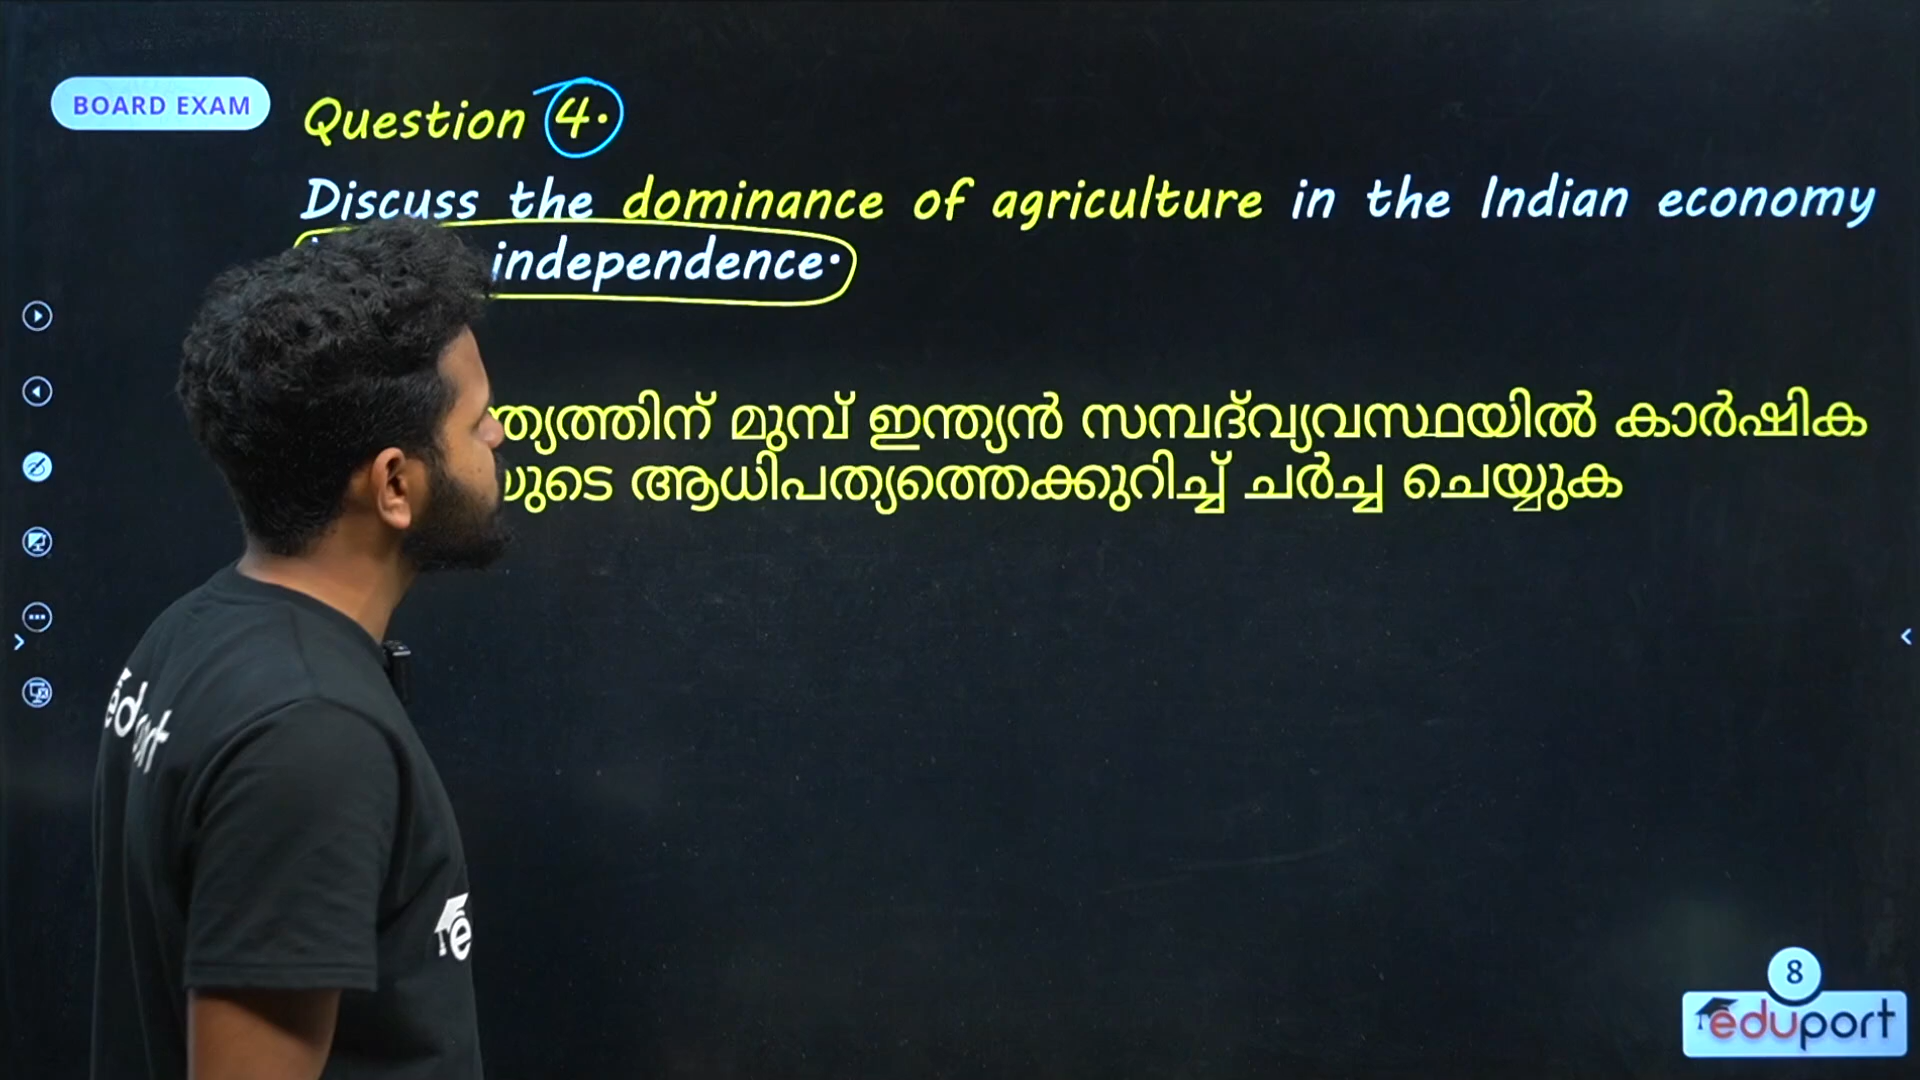 BOARD EXAM
Question 4.
Discuss the dominance of agriculture in the Indian economy
independence.
മുമ്പ് ഇന്ത്യൻ സമ്പദ്‌വ്യവസ്ഥയിൽ കാർഷിക
ആധിപത്യത്തെക്കുറിച്ച് ചർച്ച ചെയ്യുക
8
eduport